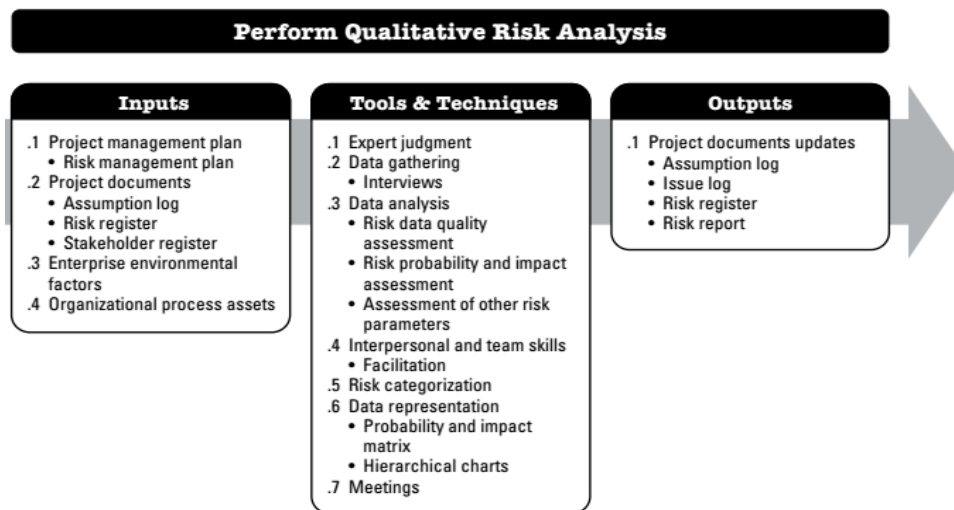 Perform Qualitative Risk Analysis
Inputs
.1 Project management plan
• Risk management plan
.2 Project documents
• Assumption log
• Risk register
• Stakeholder register
.3 Enterprise environmental
factors
.4 Organizational process assets
Tools & Techniques
.1 Expert judgment
.2 Data gathering
• Interviews
.3 Data analysis
• Risk data quality
assessment
• Risk probability and impact
assessment
• Assessment of other risk
parameters
.4 Interpersonal and team skills
• Facilitation
.5 Risk categorization
.6 Data representation
• Probability and impact
matrix
• Hierarchical charts
.7 Meetings
Outputs
.1 Project documents updates
• Assumption log
• Issue log
• Risk register
• Risk report